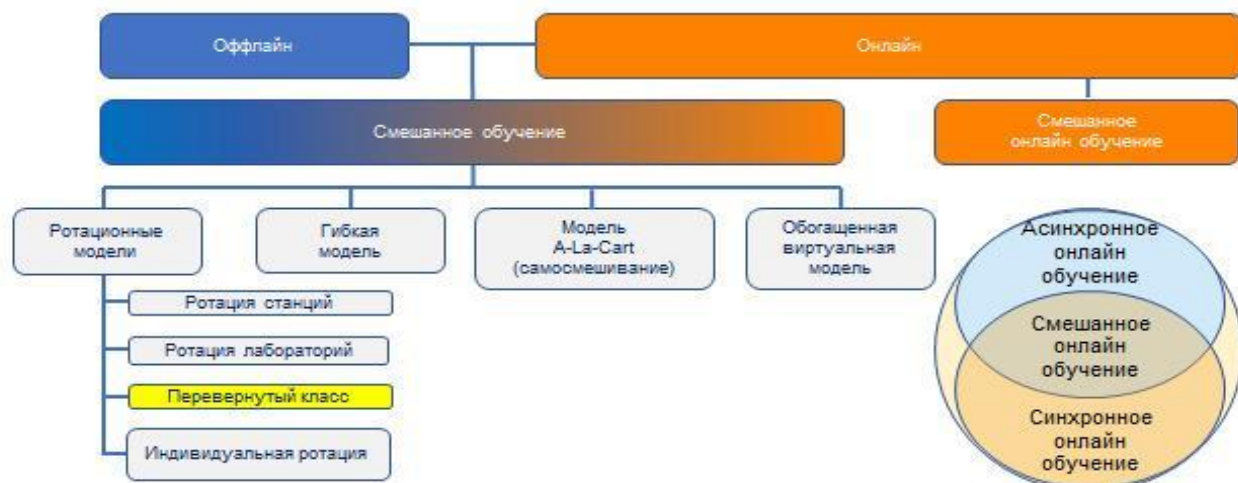 Оффлайн
Онлайн
Смешанное обучение
Смешанное
онлайн обучение
Ротационные
модели
Гибкая
модель
Модель
A-La-Cart
(самосмешивание)
Обогащенная
виртуальная
модель
Ротация станций
Ротация лабораторий
Перевернутый класс
Индивидуальная ротация
Асинхронное
онлайн
обучение
Смешанное
онлайн
обучение
Синхронное
онлайн
обучение